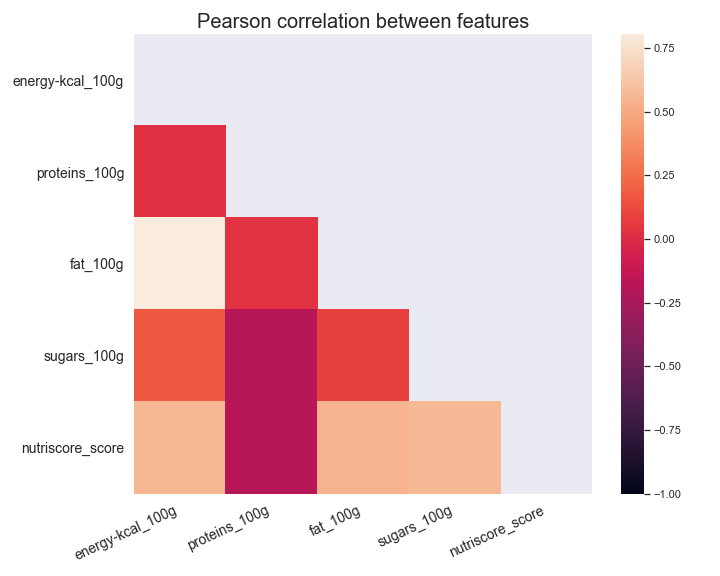 Pearson correlation between features
energy-kcal_100g
proteins_100g
fat_100g
sugars_100g
nutriscore_score
energy-kcal_100g
proteins_100g
fat_100g
sugars_100g
nutriscore_score
0.75
0.50
0.25
0.00
−0.25
−0.50
−0.75
−1.00